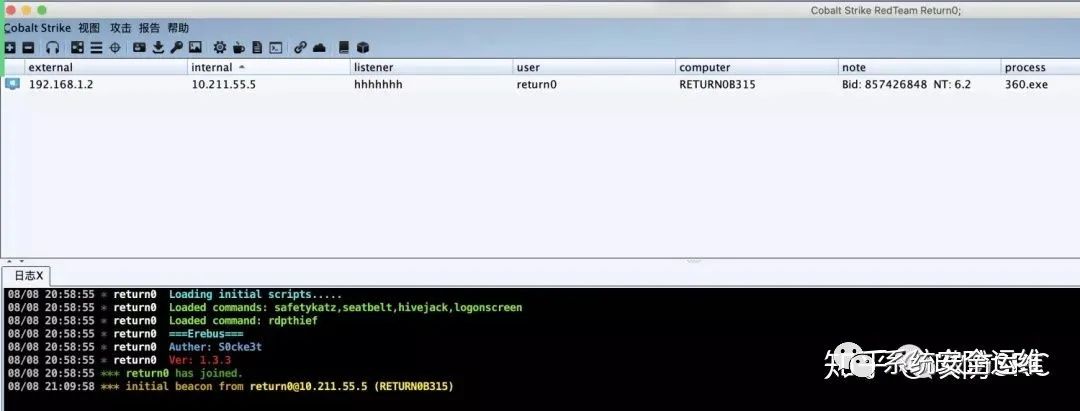 Cobalt Strike RedTeam Return0;
Cobalt Strike 视图 攻击 报告 帮助
external internal listener user computer note process
192.168.1.2 10.211.55.5 hhhhhhh return0 RETURN0B315 Bid: 857426848 NT: 6.2 360.exe
日志X
08/08 20:58:55 * return0 Loading initial scripts.....
08/08 20:58:55 * return0 Loaded commands: safetykatz,seatbelt,hivejack,logonscreen
08/08 20:58:55 * return0 Loaded command: rdpthief
08/08 20:58:55 * return0 ===Erebus===
08/08 20:58:55 * return0 Auther: S0cke3t
08/08 20:58:55 * return0 Ver: 1.3.3
08/08 20:58:55 *** return0 has joined.
08/08 21:09:58 *** initial beacon from return0@10.211.55.5 (RETURN0B315)
系统安全运维